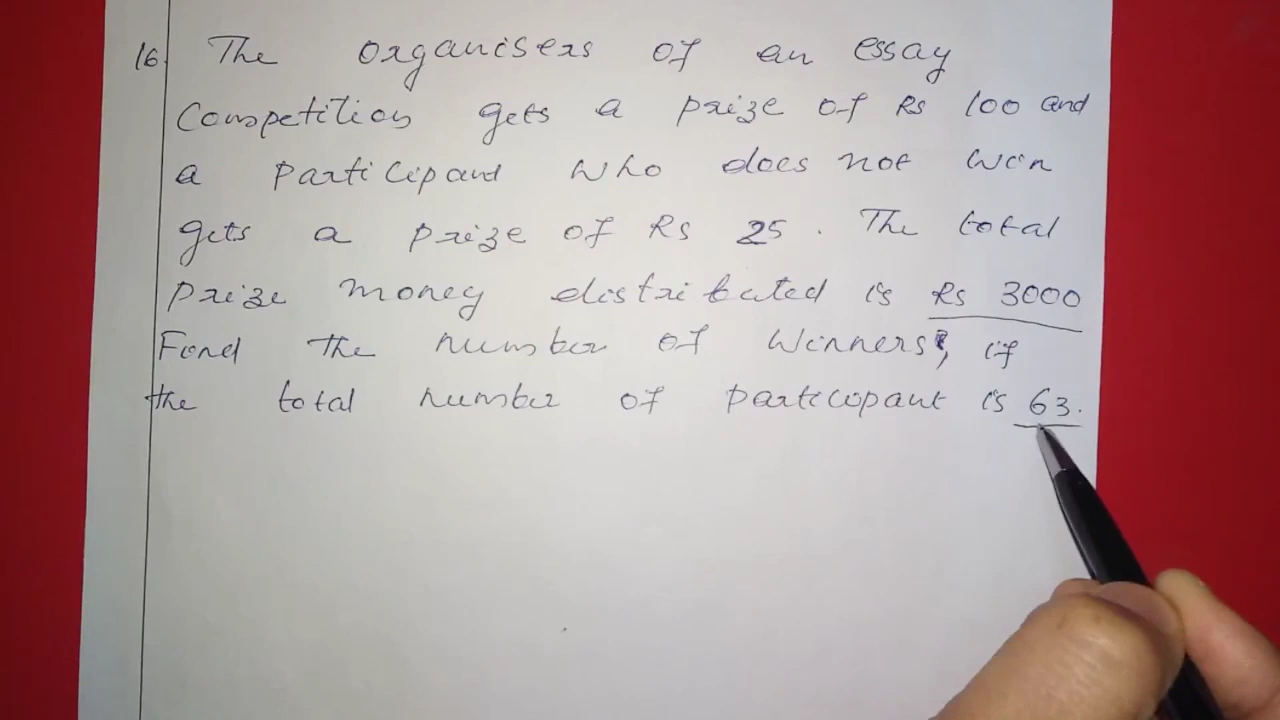 16. The organisers of an essay
Competition gets a prize of Rs 100 and
a participant who does not win
gets a prize of Rs 25. The total
prize money distributed is Rs 3000
Find the number of winners, if
the total number of participant is 63.